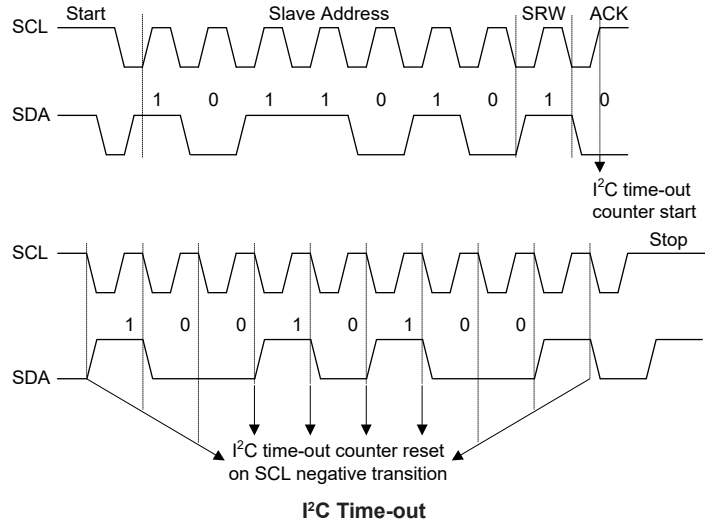 Start Slave Address SRW ACK
SCL
1 0 1 1 0 1 0 1 0
SDA
I²C time-out
counter start
Stop
SCL
1 0 0 1 0 1 0 0
SDA
I²C time-out counter reset
on SCL negative transition
I²C Time-out